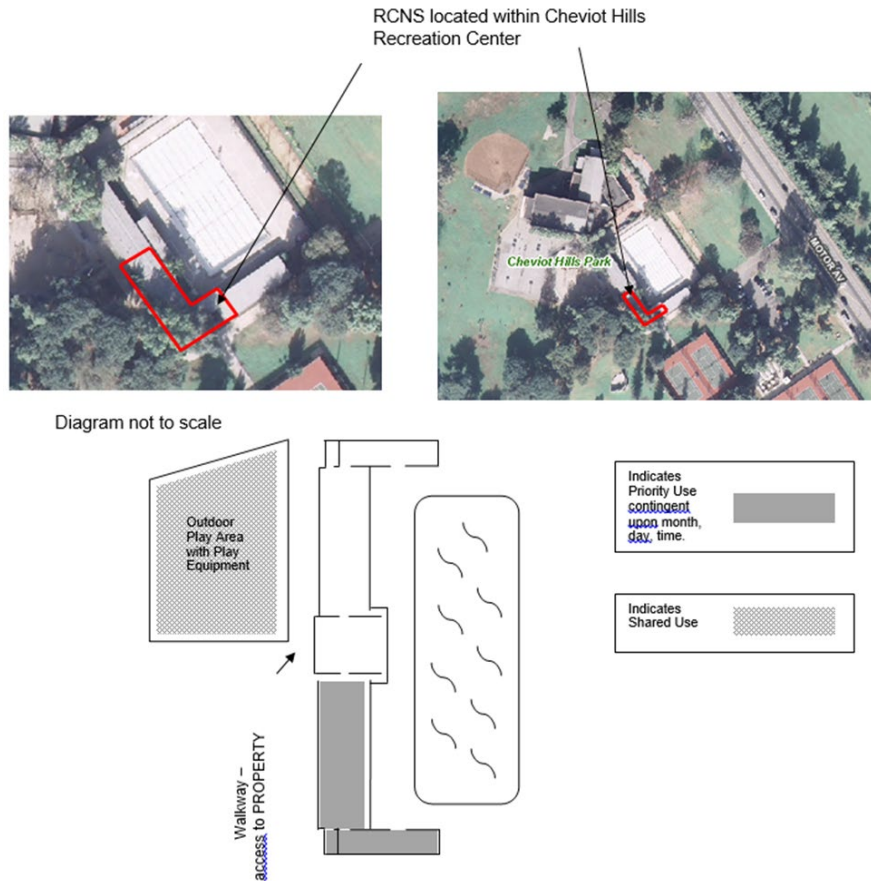 RCNS located within Cheviot Hills
Recreation Center
Cheviot Hills Park
MOTOR AV
Diagram not to scale
Outdoor
Play Area
with Play
Equipment
Indicates
Priority Use
contingent
upon month,
day, time.
Indicates
Shared Use
Walkway –
access to PROPERTY